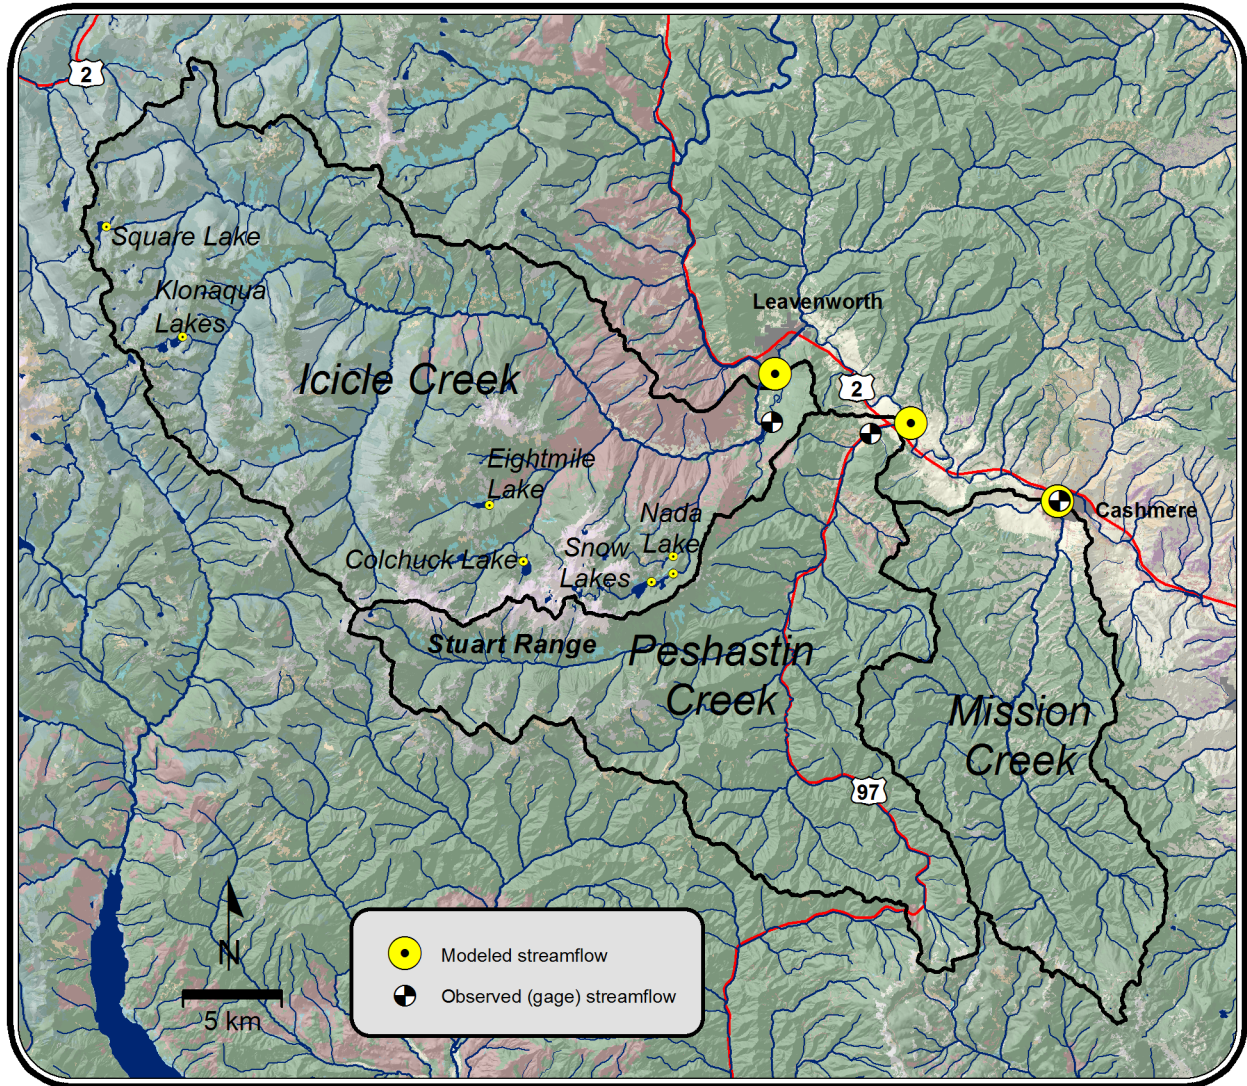 2
Square Lake
Klonaqua
Lakes
Leavenworth
Icicle Creek
2
Eightmile
Lake
Nada
Lake
Cashmere
Colchuck Lake
Snow
Lakes
Stuart Range
Peshastin
Creek
Mission
Creek
97
N
5 km
Modeled streamflow
Observed (gage) streamflow